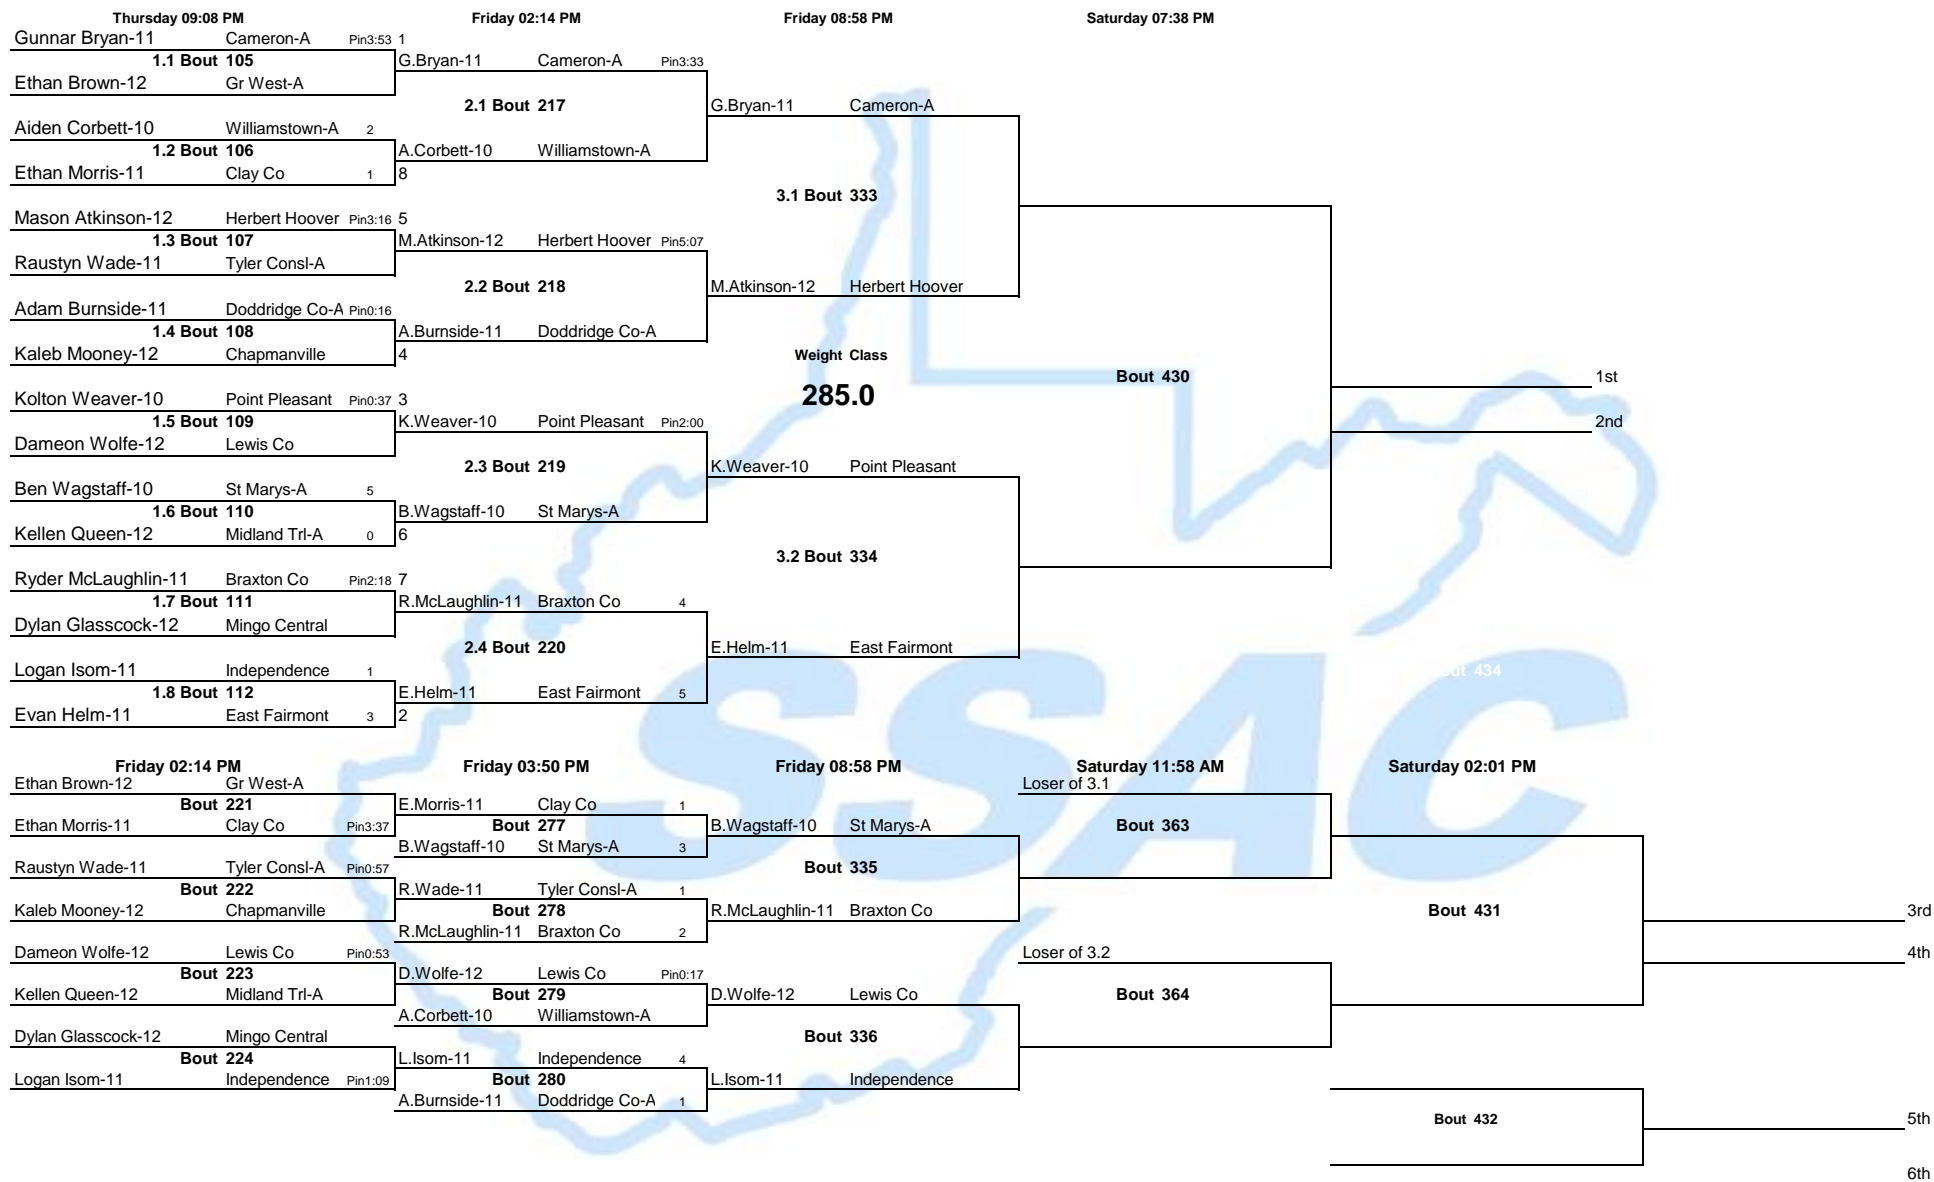 Thursday 09:08 PM Friday 02:14 PM Friday 08:58 PM Saturday 07:38 PM
Gunnar Bryan-11 Cameron-A Pin3:53 1
1.1 Bout 105 G.Bryan-11 Cameron-A Pin3:33
Ethan Brown-12 Gr West-A
2.1 Bout 217 G.Bryan-11 Cameron-A
Aiden Corbett-10 Williamstown-A 2
1.2 Bout 106 A.Corbett-10 Williamstown-A
Ethan Morris-11 Clay Co 1 8
3.1 Bout 333
Mason Atkinson-12 Herbert Hoover Pin3:16 5
1.3 Bout 107 M.Atkinson-12 Herbert Hoover Pin5:07
Raustyn Wade-11 Tyler Consl-A
2.2 Bout 218 M.Atkinson-12 Herbert Hoover
Adam Burnside-11 Doddridge Co-A Pin0:16
1.4 Bout 108 A.Burnside-11 Doddridge Co-A
Kaleb Mooney-12 Chapmanville 4 Weight Class
Bout 430 1st
Kolton Weaver-10 Point Pleasant Pin0:37 3 285.0
1.5 Bout 109 K.Weaver-10 Point Pleasant Pin2:00 2nd
Dameon Wolfe-12 Lewis Co
2.3 Bout 219 K.Weaver-10 Point Pleasant
Ben Wagstaff-10 St Marys-A 5
1.6 Bout 110 B.Wagstaff-10 St Marys-A
Kellen Queen-12 Midland Trl-A 0 6
3.2 Bout 334
Ryder McLaughlin-11 Braxton Co Pin2:18 7
1.7 Bout 111 R.McLaughlin-11 Braxton Co 4
Dylan Glasscock-12 Mingo Central
2.4 Bout 220 E.Helm-11 East Fairmont
Logan Isom-11 Independence 1 434
1.8 Bout 112 E.Helm-11 East Fairmont 5
Evan Helm-11 East Fairmont 3 2
SSAC
Friday 02:14 PM Friday 03:50 PM Friday 08:58 PM Saturday 11:58 AM Saturday 02:01 PM
Ethan Brown-12 Gr West-A Loser of 3.1
Bout 221 E.Morris-11 Clay Co 1
Ethan Morris-11 Clay Co Pin3:37 Bout 277 B.Wagstaff-10 St Marys-A Bout 363
B.Wagstaff-10 St Marys-A 3
Raustyn Wade-11 Tyler Consl-A Pin0:57 Bout 335
Bout 222 R.Wade-11 Tyler Consl-A 1
Kaleb Mooney-12 Chapmanville Bout 278 R.McLaughlin-11 Braxton Co Bout 431 3rd
R.McLaughlin-11 Braxton Co 2
Dameon Wolfe-12 Lewis Co Pin0:53 Loser of 3.2 4th
Bout 223 D.Wolfe-12 Lewis Co Pin0:17
Kellen Queen-12 Midland Trl-A Bout 279 D.Wolfe-12 Lewis Co Bout 364
A.Corbett-10 Williamstown-A
Dylan Glasscock-12 Mingo Central Bout 336
Bout 224 L.Isom-11 Independence 4
Logan Isom-11 Independence Pin1:09 Bout 280 L.Isom-11 Independence
A.Burnside-11 Doddridge Co-A 1
Bout 432 5th
6th